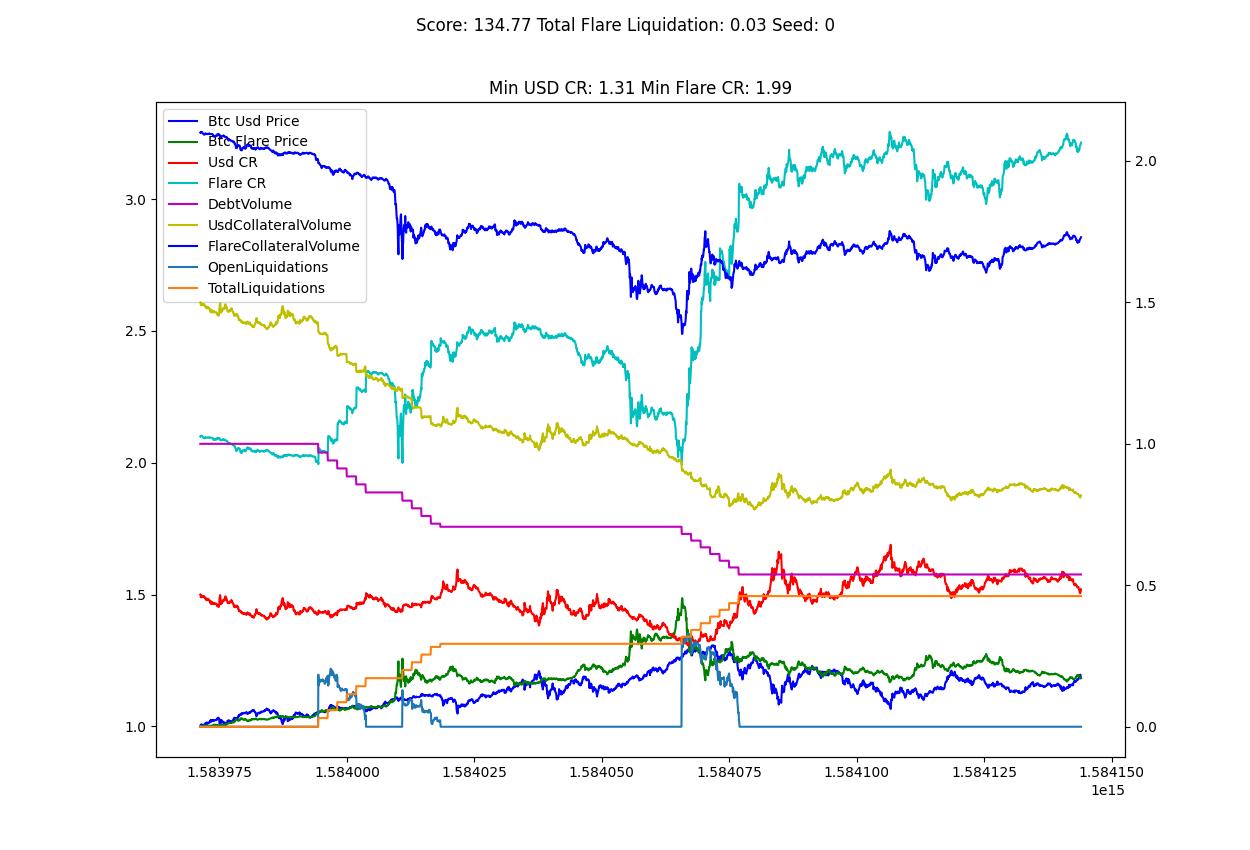 Score: 134.77 Total Flare Liquidation: 0.03 Seed: 0
Min USD CR: 1.31 Min Flare CR: 1.99
Btc Usd Price
Btc Flare Price
Usd CR
Flare CR
DebtVolume
UsdCollateralVolume
FlareCollateralVolume
OpenLiquidations
TotalLiquidations
3.0
2.5
2.0
1.5
1.0
2.0
1.5
1.0
0.5
0.0
1.583975 1.584000 1.584025 1.584050 1.584075 1.584100 1.584125 1.584150
1e15